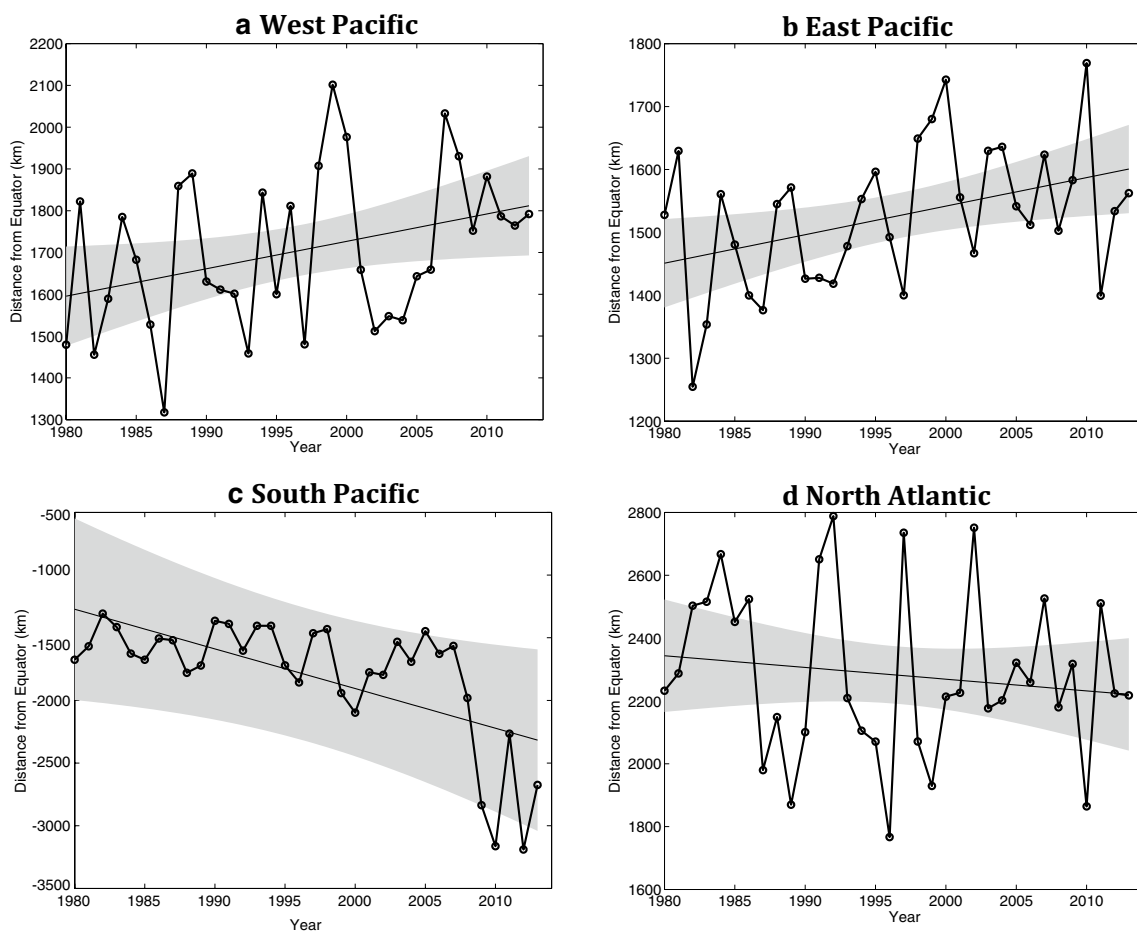 a West Pacific
2200
2100
1900
1800
1700
1600
1500
1400
1300
Distance from Equator (km)
1980 1985 1990 1995 2000 2005 2010
Year
b East Pacific
1800
1700
1600
1500
1400
1300
1200
Distance from Equator (km)
1980 1985 1990 1995 2000 2005 2010
Year
c South Pacific
-500
-1000
-1500
-2000
-2500
-3000
-3500
Distance from Equator (km)
1980 1985 1990 1995 2000 2005 2010
Year
d North Atlantic
2800
2600
2400
2200
2000
1800
1600
Distance from Equator (km)
1980 1985 1990 1995 2000 2005 2010
Year